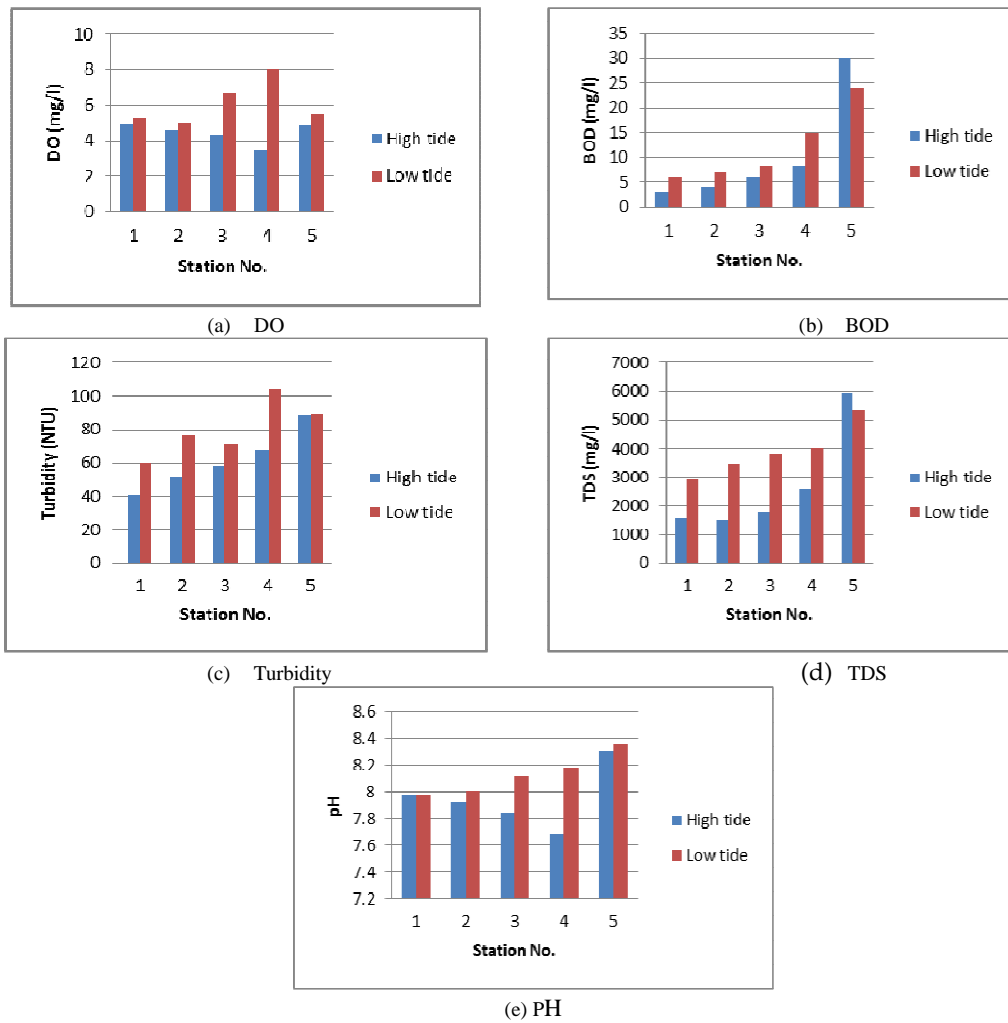 10
8
6
4
2
0
DO (mg/l)
1 2 3 4 5
Station No.
High tide
Low tide
(a) DO
35
30
25
20
15
10
5
0
BOD (mg/l)
1 2 3 4 5
Station No.
High tide
Low tide
(b) BOD
120
100
80
60
40
20
0
Turbidity (NTU)
1 2 3 4 5
Station No.
High tide
Low tide
(c) Turbidity
7000
6000
5000
4000
3000
2000
1000
0
TDS (mg/l)
1 2 3 4 5
Station No.
High tide
Low tide
(d) TDS
8.6
8.4
8.2
8
7.8
7.6
7.4
7.2
pH
1 2 3 4 5
Station No.
High tide
Low tide
(e) PH